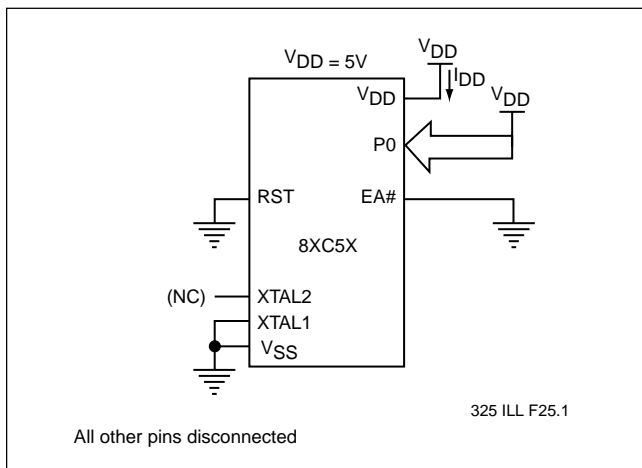 VDD = 5V
VDD
IDD
VDD
VDD
P0
RST
EA#
8XC5X
(NC)
XTAL2
XTAL1
VSS
325 ILL F25.1
All other pins disconnected